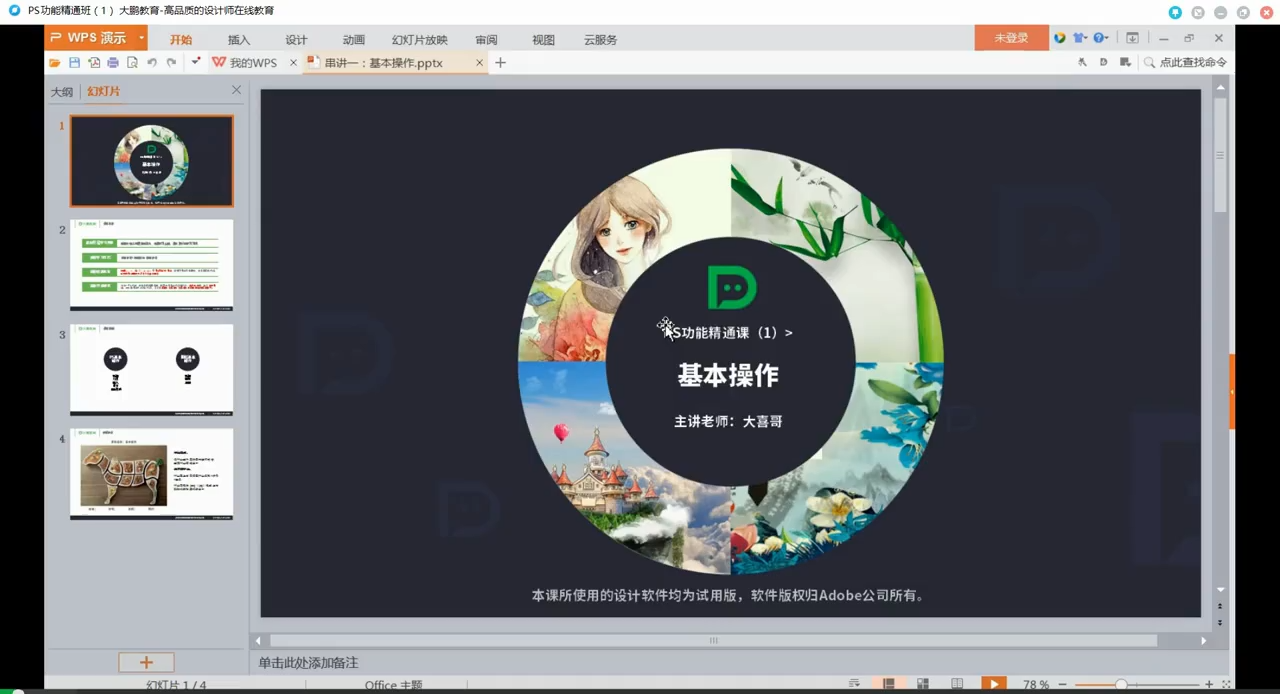 PS功能精通班（1）大鹏教育-高品质的设计师在线教育
WPS 演示
开始 插入 设计 动画 幻灯片放映 审阅 视图 云服务
未登录
我的WPS
串讲一：基本操作.pptx
点此查找命令
大纲 幻灯片
1
2
3
4
PS功能精通课（1）>
基本操作
主讲老师：大喜哥
本课所使用的设计软件均为试用版，软件版权归Adobe公司所有。
单击此处添加备注
幻灯片 1 / 4
Office 主题
78 %